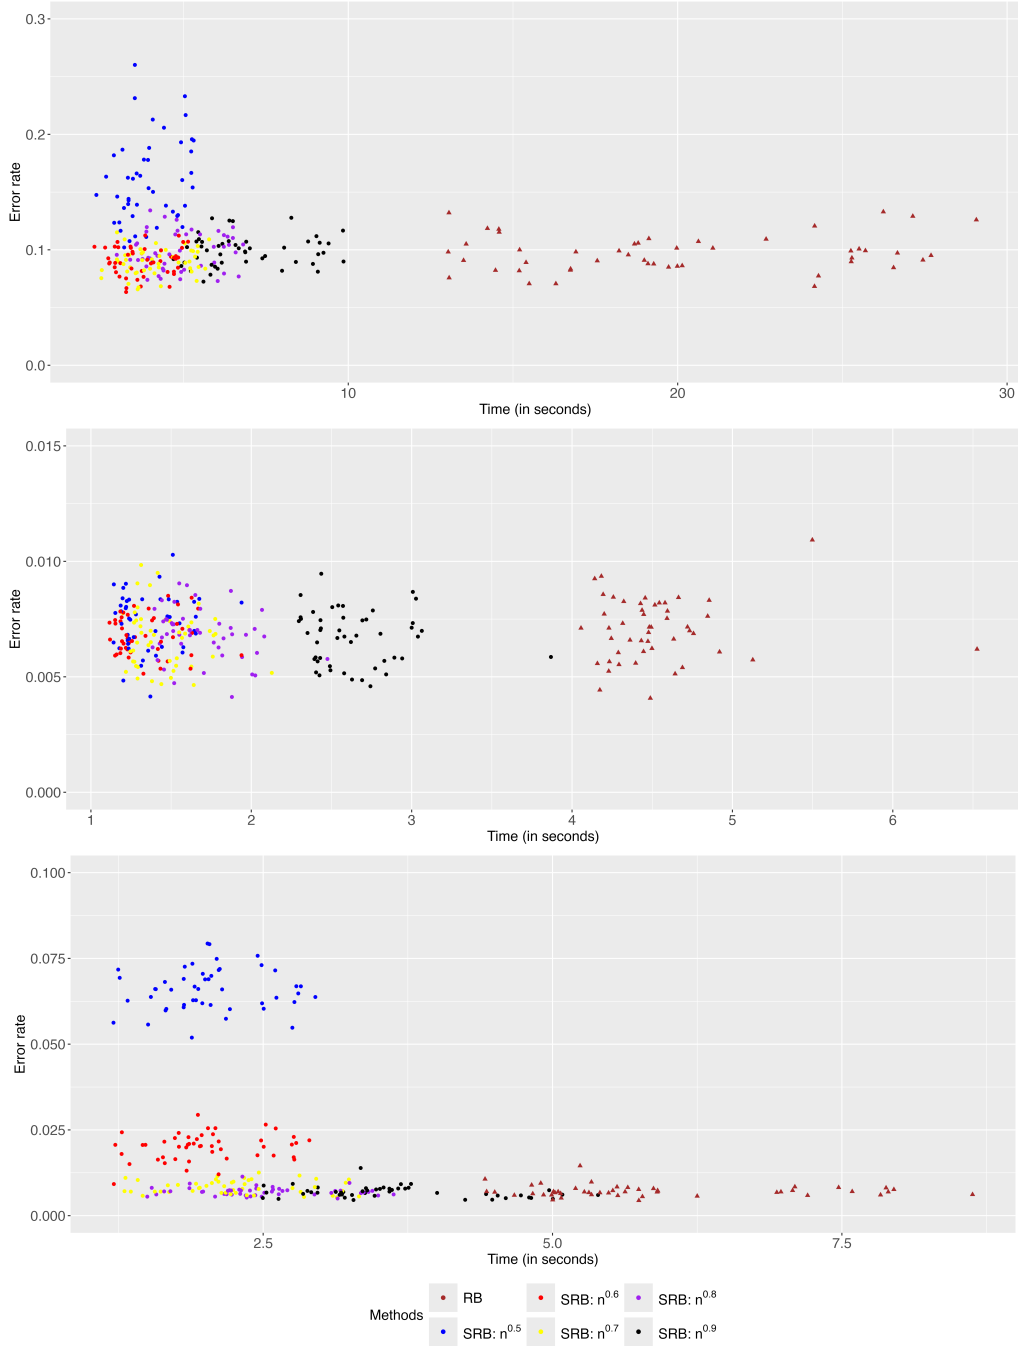 0.3
0.2
0.1
0.0
Error rate
10 20 30
Time (in seconds)
0.015
0.010
0.005
0.000
Error rate
1 2 3 4 5 6
Time (in seconds)
0.100
0.075
0.050
0.025
0.000
Error rate
2.5 5.0 7.5
Time (in seconds)
Methods
RB SRB: n^0.6 SRB: n^0.8
SRB: n^0.5 SRB: n^0.7 SRB: n^0.9